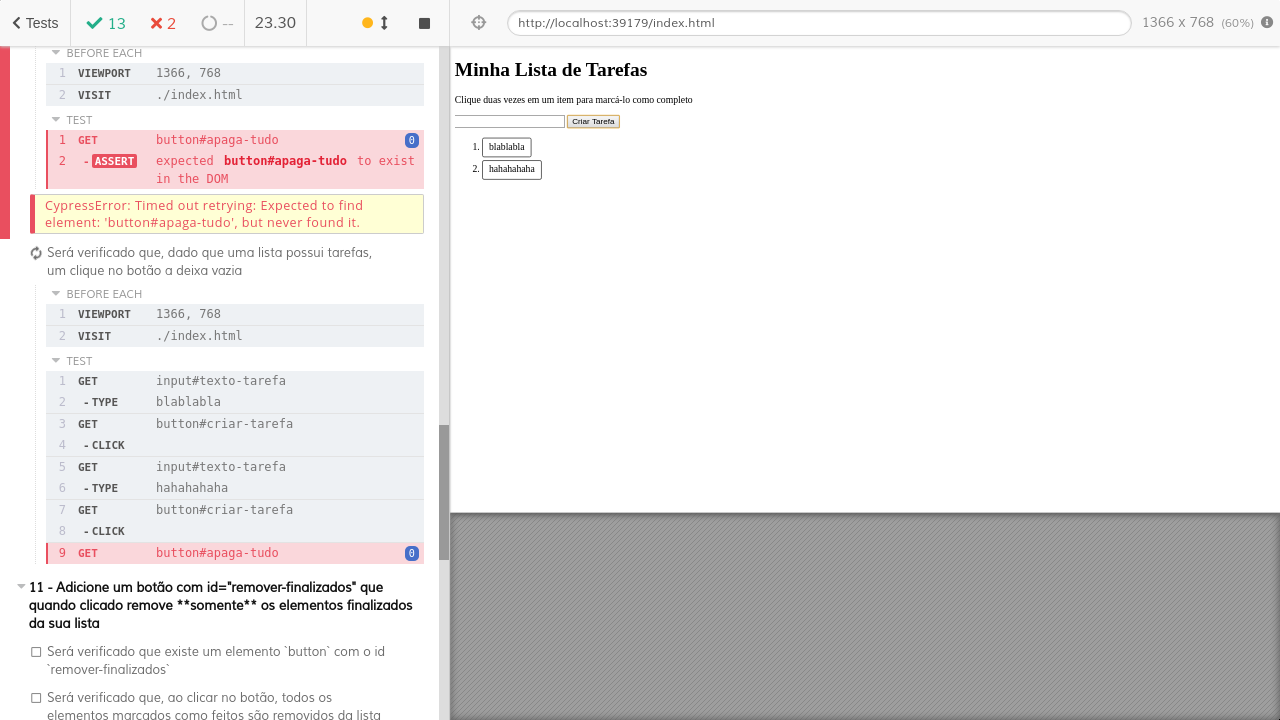 Tests 13 2 -- 23.30
http://localhost:39179/index.html 1366 x 768 (60%)
BEFORE EACH
1 VIEWPORT 1366, 768
2 VISIT ./index.html
TEST
1 GET button#apaga-tudo 0
2 -ASSERT expected button#apaga-tudo to exist
in the DOM
CypressError: Timed out retrying: Expected to find
element: 'button#apaga-tudo', but never found it.
Será verificado que, dado que uma lista possui tarefas,
um clique no botão a deixa vazia
BEFORE EACH
1 VIEWPORT 1366, 768
2 VISIT ./index.html
TEST
1 GET input#texto-tarefa
2 -TYPE blablabla
3 GET button#criar-tarefa
4 -CLICK
5 GET input#texto-tarefa
6 -TYPE hahahahaha
7 GET button#criar-tarefa
8 -CLICK
9 GET button#apaga-tudo 0
11 - Adicione um botão com id="remover-finalizados" que
quando clicado remove **somente** os elementos finalizados
da sua lista
Será verificado que existe um elemento `button` com o id
`remover-finalizados`
Será verificado que, ao clicar no botão, todos os
elementos marcados como feitos são removidos da lista
Minha Lista de Tarefas
Clique duas vezes em um item para marcá-lo como completo
Criar Tarefa
1. blablabla
2. hahahahaha